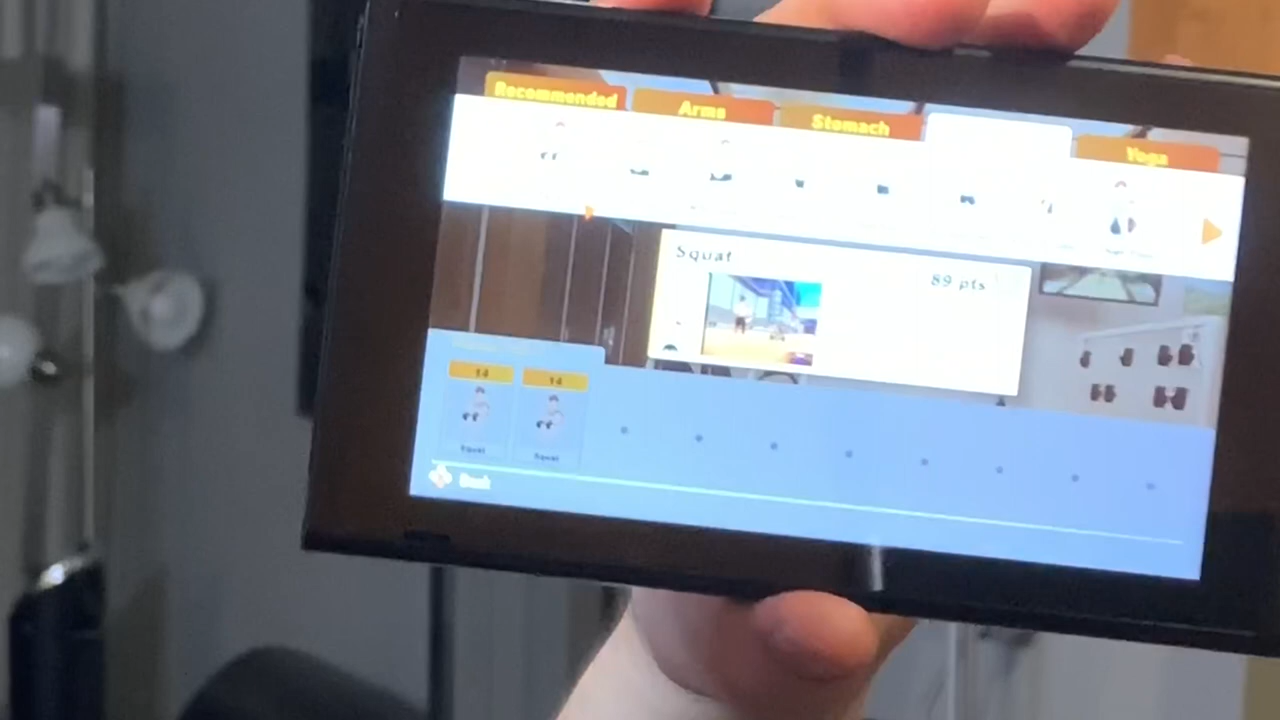 Recommended
Arms
Stomach
Yoga
Squat
89 pts
14
14
Squat
Squat
Back